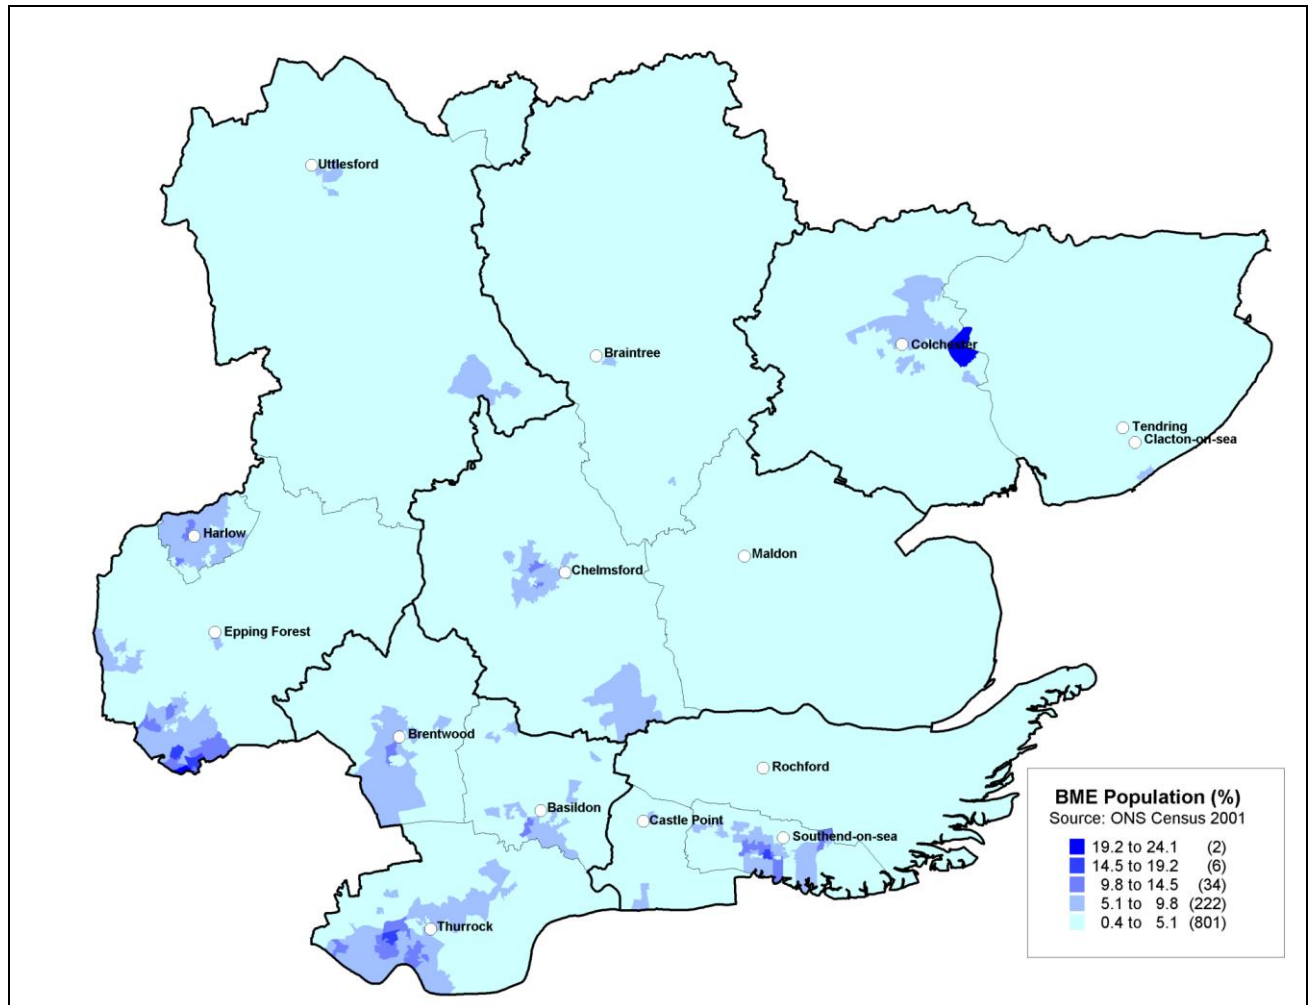 Uttlesford
Braintree
Colchester
Tendring
Clacton-on-sea
Harlow
Maldon
Chelmsford
Epping Forest
Brentwood
Rochford
Basildon
Castle Point
Southend-on-sea
Thurrock
BME Population (%)
Source: ONS Census 2001
19.2 to 24.1 (2)
14.5 to 19.2 (6)
9.8 to 14.5 (34)
5.1 to 9.8 (222)
0.4 to 5.1 (801)